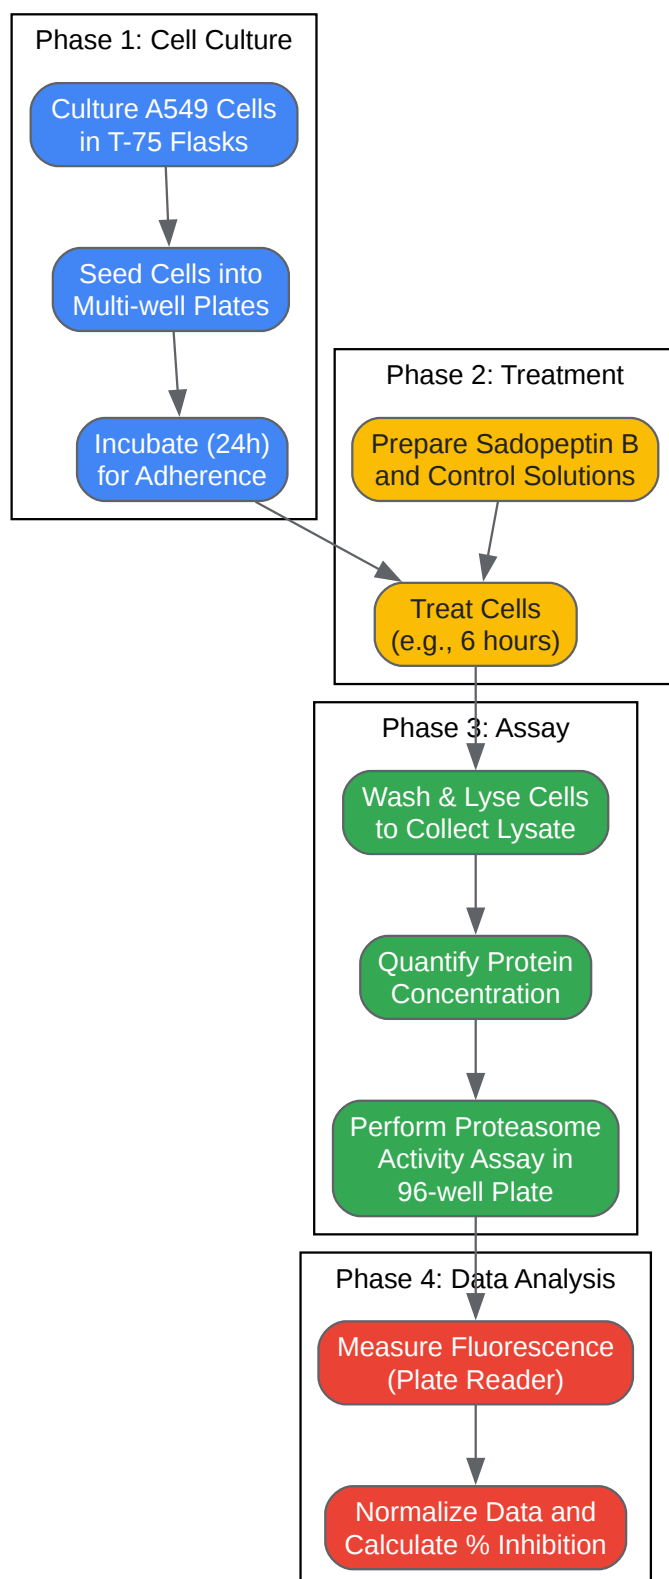 Phase 1: Cell Culture
Culture A549 Cells
in T-75 Flasks
Seed Cells into
Multi-well Plates
Incubate (24h)
for Adherence
Phase 2: Treatment
Prepare Sadopeptin B
and Control Solutions
Treat Cells
(e.g., 6 hours)
Phase 3: Assay
Wash & Lyse Cells
to Collect Lysate
Quantify Protein
Concentration
Perform Proteasome
Activity Assay in
96-well Plate
Phase 4: Data Analysis
Measure Fluorescence
(Plate Reader)
Normalize Data and
Calculate % Inhibition